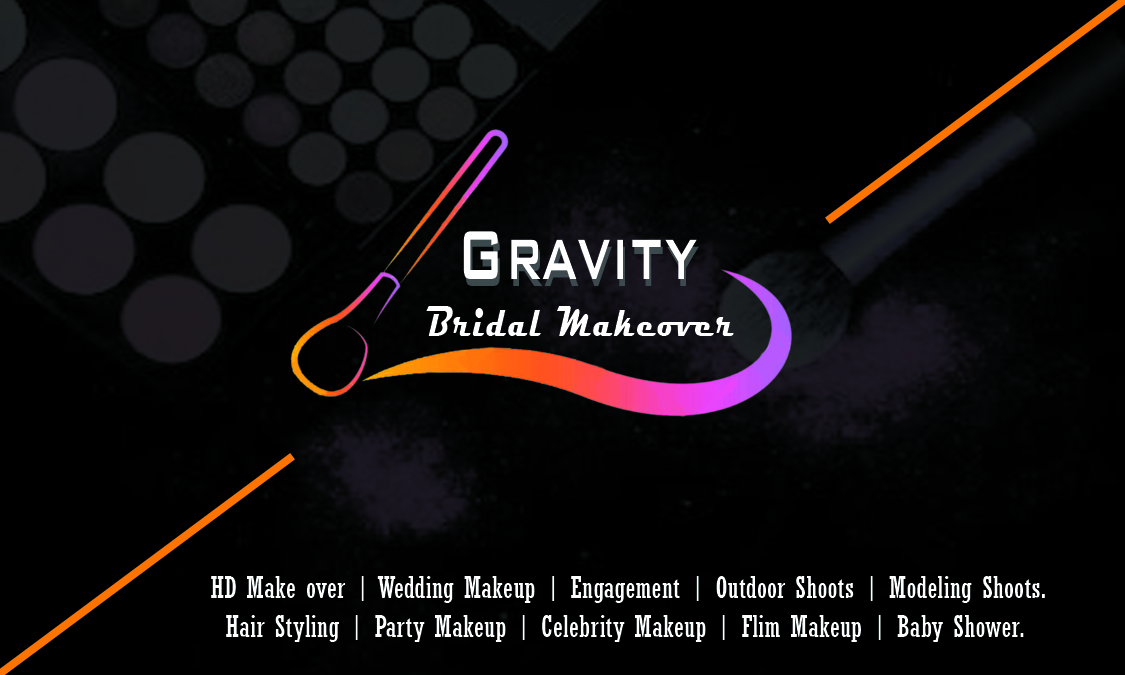 GRAVITY
Bridal Makeover
HD Make over | Wedding Makeup | Engagement | Outdoor Shoots | Modeling Shoots.
Hair Styling | Party Makeup | Celebrity Makeup | Flim Makeup | Baby Shower.